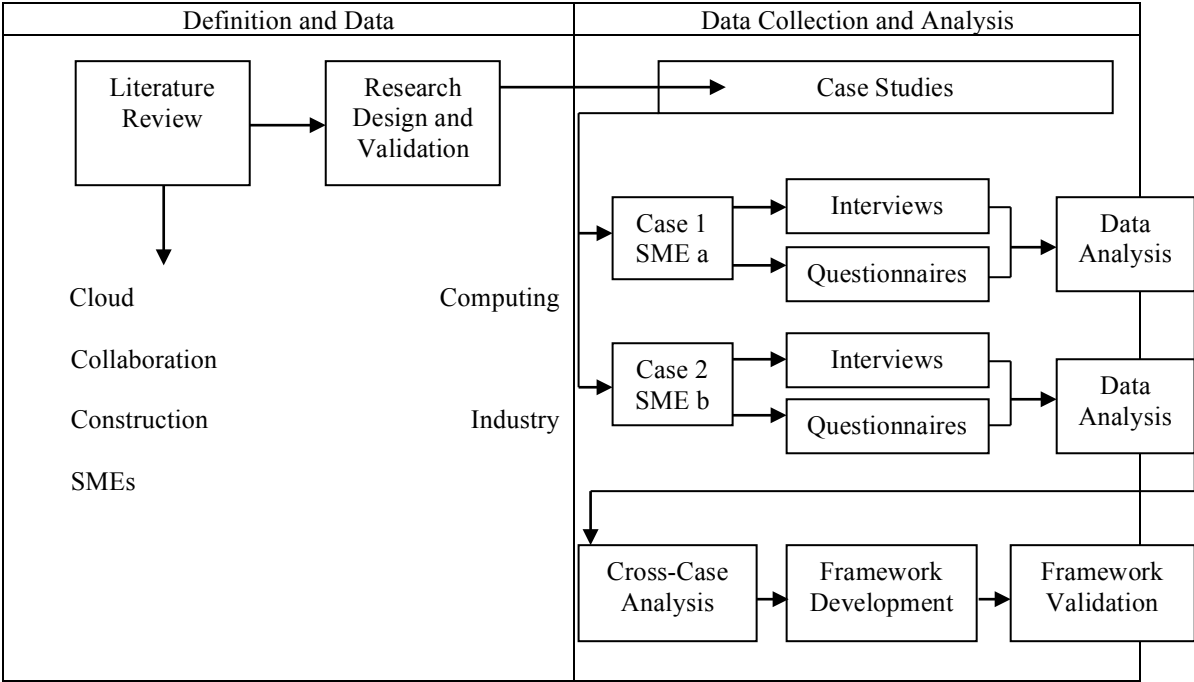 Definition and Data
Data Collection and Analysis
Literature
Review
Research
Design and
Validation
Case Studies
Cloud Computing
Collaboration
Construction Industry
SMEs
Case 1
SME a
Interviews
Questionnaires
Data
Analysis
Case 2
SME b
Interviews
Questionnaires
Data
Analysis
Cross-Case
Analysis
Framework
Development
Framework
Validation